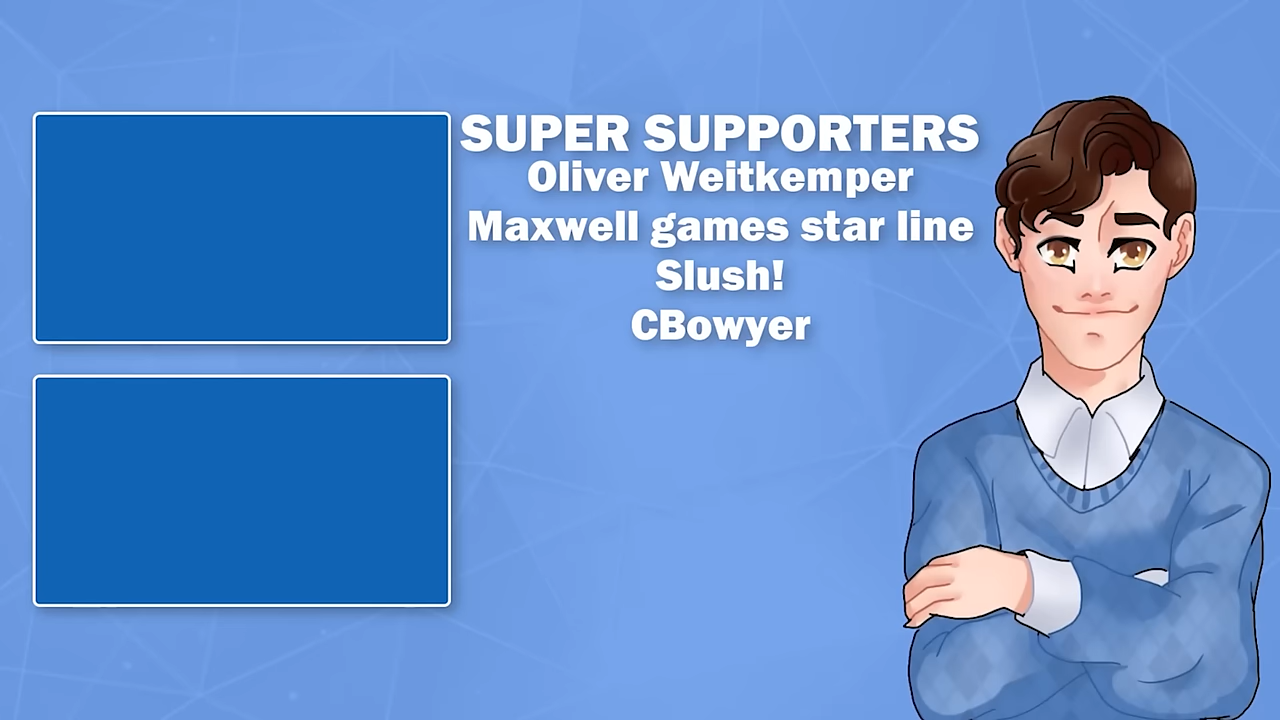 SUPER SUPPORTERS
Oliver Weitkemper
Maxwell games star line
Slush!
CBowyer